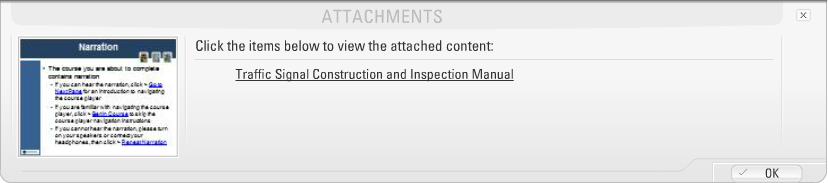 ATTACHMENTS
Click the items below to view the attached content:
Traffic Signal Construction and Inspection Manual
Narration
• The course you are about to complete
contains narration
- If you can hear the narration, click ~ Go to
Next Page for an introduction to navigating
the course player
- If you are familiar with navigating the course
player, click ~ Begin Course to skip the
course player navigation instructions
- If you cannot hear the narration, please turn
on your speakers or connect your
headphones, then click ~ Repeat Narration
OK